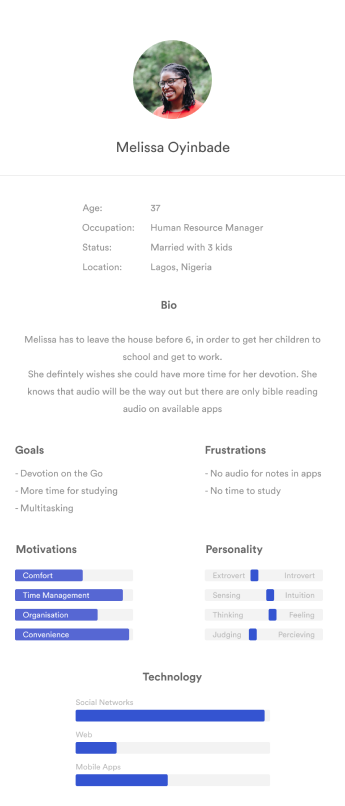 Melissa Oyinbade
Age: 37
Occupation: Human Resource Manager
Status: Married with 3 kids
Location: Lagos, Nigeria
Bio
Melissa has to leave the house before 6, in order to get her children to
school and get to work.
She defintely wishes she could have more time for her devotion. She
knows that audio will be the way out but there are only bible reading
audio on available apps
Goals
- Devotion on the Go
- More time for studying
- Multitasking
Frustrations
- No audio for notes in apps
- No time to study
Motivations
Comfort
Time Management
Organisation
Convenience
Personality
Extrovert Introvert
Sensing Intuition
Thinking Feeling
Judging Percieving
Technology
Social Networks
Web
Mobile Apps